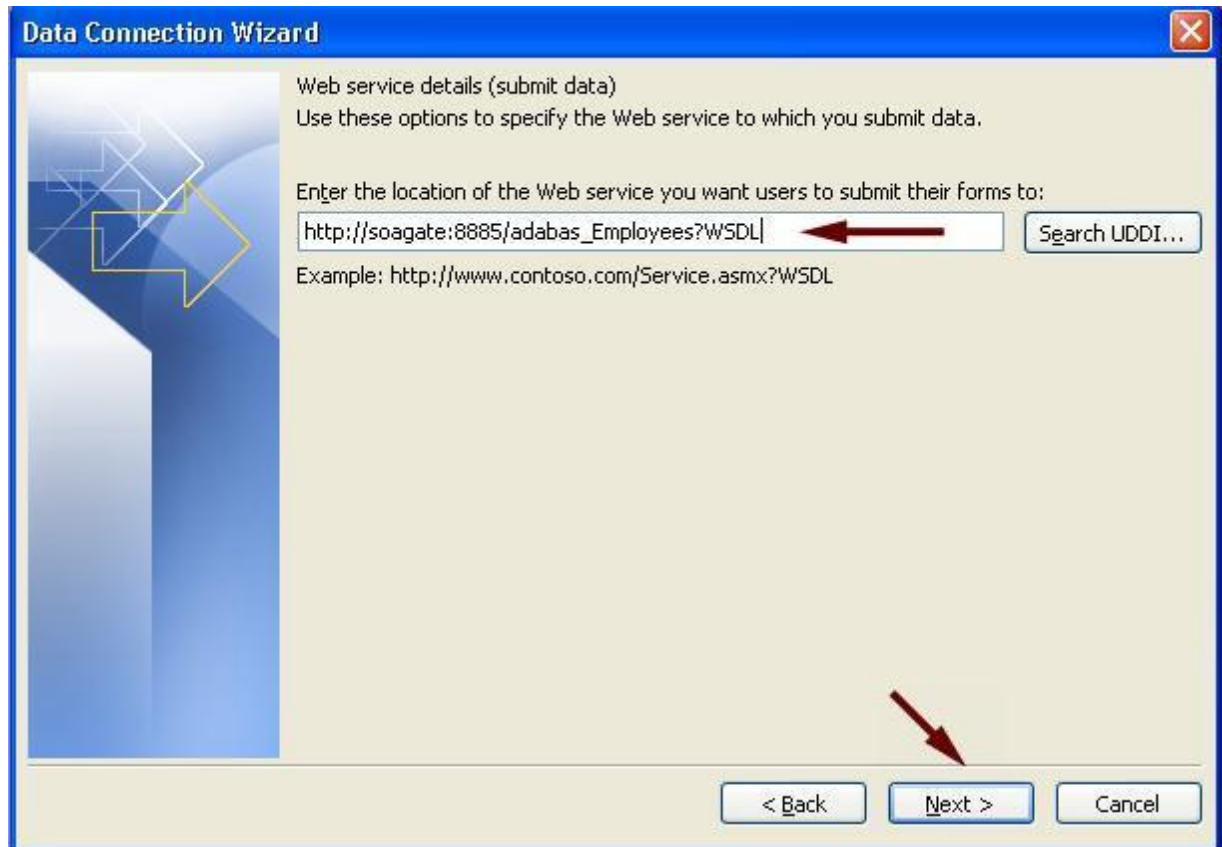 Data Connection Wizard
Web service details (submit data)
Use these options to specify the Web service to which you submit data.
Enter the location of the Web service you want users to submit their forms to:
http://soagate:8885/adabas_Employees?WSDL
Search UDDI...
Example: http://www.contoso.com/Service.asmx?WSDL
< Back
Next >
Cancel